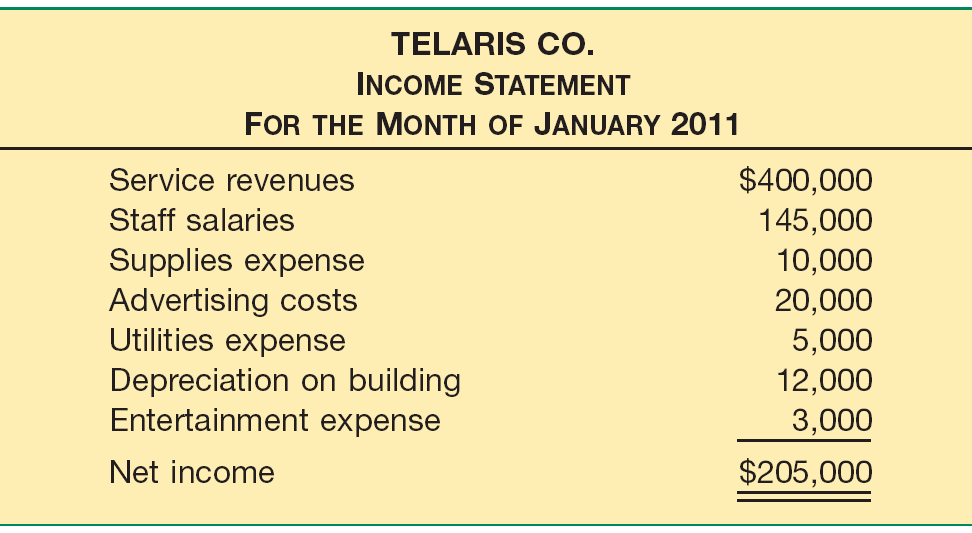 TELARIS CO.
INCOME STATEMENT
FOR THE MONTH OF JANUARY 2011
Service revenues $400,000
Staff salaries 145,000
Supplies expense 10,000
Advertising costs 20,000
Utilities expense 5,000
Depreciation on building 12,000
Entertainment expense 3,000
Net income $205,000